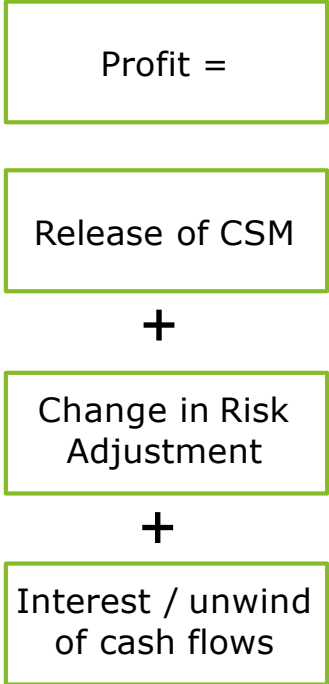 Profit =
Release of CSM
+
Change in Risk
Adjustment
+
Interest / unwind
of cash flows